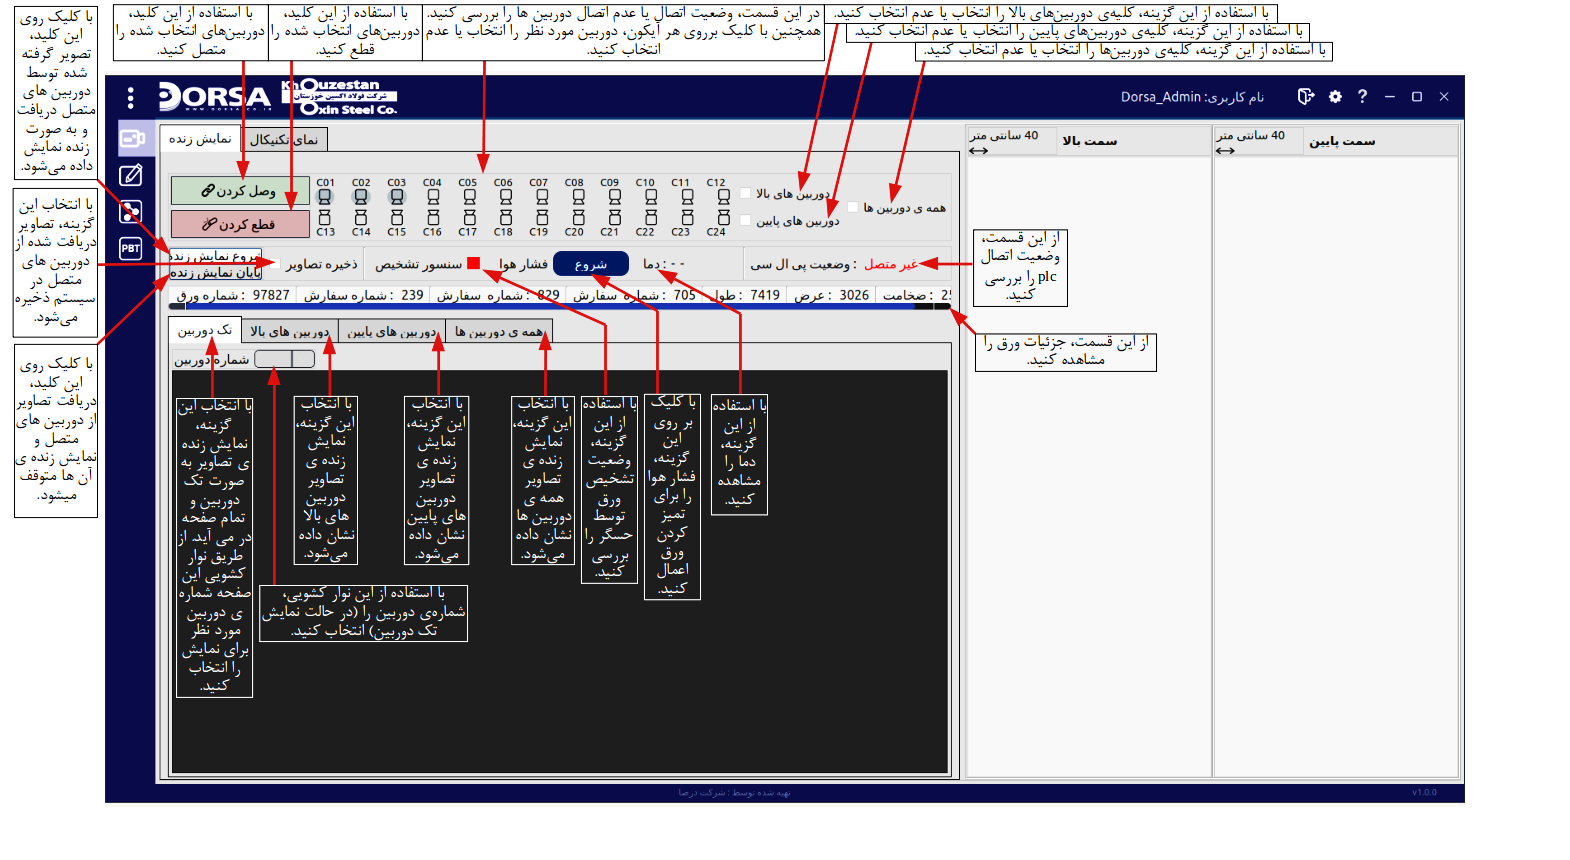 با کلیک روی
این کلید،
تصویر گرفته
شده توسط
دوربین های
متصل دریافت
و به صورت
زنده نمایش
داده می‌شود.
با استفاده از این کلید،
دوربین‌های انتخاب شده را
متصل کنید.
با استفاده از این کلید،
دوربین‌های انتخاب شده را
قطع کنید.
در این قسمت، وضعیت اتصال یا عدم اتصال دوربین ها را بررسی کنید.
همچنین با کلیک برروی هر آیکون، دوربین مورد نظر را انتخاب یا عدم
انتخاب کنید.
با استفاده از این گزینه، کلیه‌ی دوربین‌های بالا را انتخاب یا عدم انتخاب کنید.
با استفاده از این گزینه، کلیه‌ی دوربین‌های پایین را انتخاب یا عدم انتخاب کنید.
با استفاده از این گزینه، کلیه‌ی دوربین‌ها را انتخاب یا عدم انتخاب کنید.
DORSA
WWW.DORSA-CO.IR
Khouzestan
شرکت فولاد اکسین خوزستان
Oxin Steel Co.
نام کاربری: Dorsa_Admin
نمایش زنده
نمای تکنیکال
وصل کردن
قطع کردن
C01 C02 C03 C04 C05 C06 C07 C08 C09 C10 C11 C12
C13 C14 C15 C16 C17 C18 C19 C20 C21 C22 C23 C24
دوربین های بالا
دوربین های پایین
همه ی دوربین ها
PBT
شروع نمایش زنده
پایان نمایش زنده
ذخیره تصاویر
سنسور تشخیص
فشار هوا
شروع
دما : - -
وضعیت پی ال سی :
غیر متصل
شماره ورق : 97827
شماره سفارش : 239
شماره سفارش : 829
طول : 705
عرض : 7419
ضخامت : 3026
تک دوربین
دوربین های بالا
دوربین های پایین
همه ی دوربین ها
شماره دوربین
40 سانتی متر
سمت بالا
40 سانتی متر
سمت پایین
با انتخاب این
گزینه، تصاویر
دریافت شده از
دوربین های
متصل در
سیستم ذخیره
می‌شود.
با کلیک روی
این کلید،
دریافت تصاویر
از دوربین های
متصل و
نمایش زنده ی
آن ها متوقف
میشود.
از این قسمت،
وضعیت اتصال
plc را بررسی
کنید.
از این قسمت، جزئیات ورق را
مشاهده کنید.
با انتخاب این
گزینه،
نمایش زنده
ی تصاویر به
صورت تک
دوربین و
تمام صفحه
در می آید. از
طریق نوار
کشویی این
صفحه شماره
ی دوربین
مورد نظر
برای نمایش
را انتخاب
کنید.
با انتخاب
این گزینه،
نمایش
زنده ی
تصاویر
دوربین
های بالا
نشان داده
می‌شود.
با انتخاب
این گزینه،
نمایش
زنده ی
تصاویر
دوربین
های پایین
نشان داده
می‌شود.
با انتخاب
این گزینه،
نمایش
زنده ی
تصاویر
همه ی
دوربین ها
نشان داده
می‌شود.
با استفاده
از این
گزینه،
وضعیت
تشخیص
ورق
توسط
حسگر را
بررسی
کنید.
با کلیک
بر روی
این
گزینه،
فشار هوا
را برای
تمیز
کردن
ورق
اعمال
کنید.
با استفاده
از این
گزینه،
دما را
مشاهده
کنید.
با استفاده از این نوار کشویی،
شماره‌ی دوربین را (در حالت نمایش
تک دوربین) انتخاب کنید.
تهیه شده توسط : شرکت درصا
v1.0.0